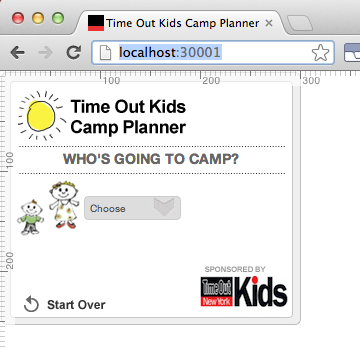 Time Out Kids Camp Planner ×
localhost:30001
100 200 300
Time Out Kids
Camp Planner
100
WHO'S GOING TO CAMP?
Choose
200
SPONSORED BY
Time Out
New York
Kids
Start Over